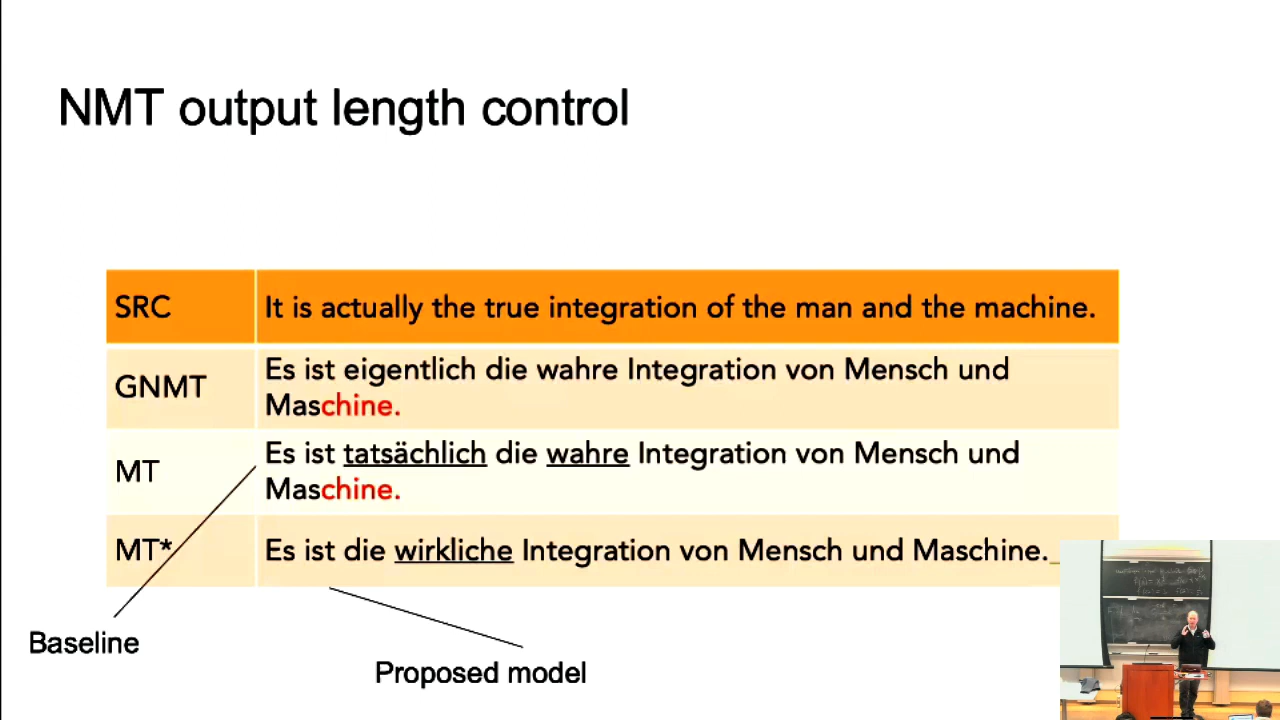 NMT output length control
SRC
It is actually the true integration of the man and the machine.
GNMT
Es ist eigentlich die wahre Integration von Mensch und
Maschine.
MT
Es ist tatsächlich die wahre Integration von Mensch und
Maschine.
MT*
Es ist die wirkliche Integration von Mensch und Maschine.
Baseline
Proposed model